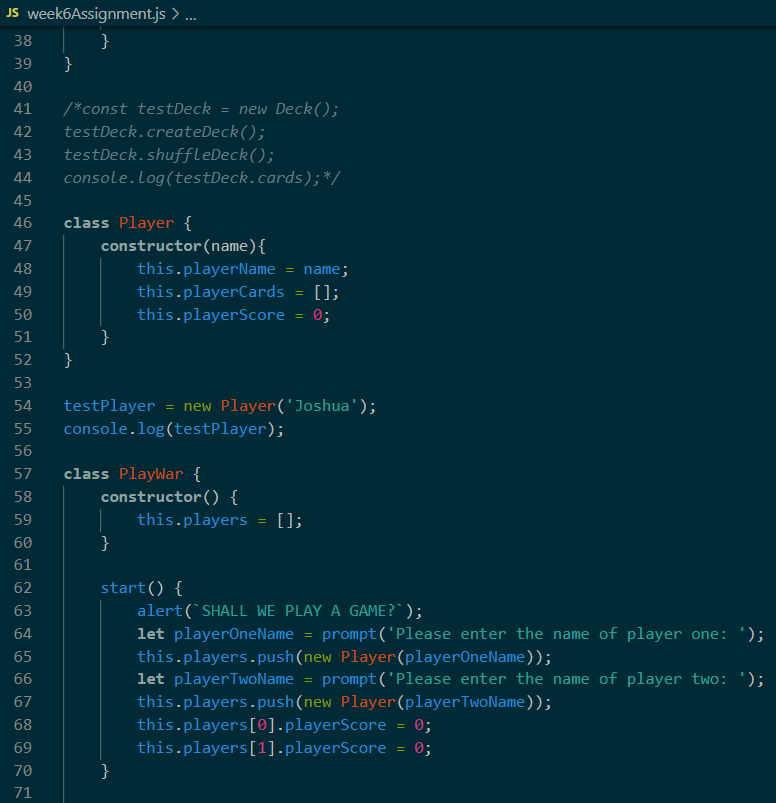 JS week6Assignment.js > ...
38 }
39 }
40
41 /*const testDeck = new Deck();
42 testDeck.createDeck();
43 testDeck.shuffleDeck();
44 console.log(testDeck.cards);*/
45
46 class Player {
47 constructor(name){
48 this.playerName = name;
49 this.playerCards = [];
50 this.playerScore = 0;
51 }
52 }
53
54 testPlayer = new Player('Joshua');
55 console.log(testPlayer);
56
57 class PlayWar {
58 constructor() {
59 this.players = [];
60 }
61
62 start() {
63 alert(`SHALL WE PLAY A GAME?`);
64 let playerOneName = prompt('Please enter the name of player one: ');
65 this.players.push(new Player(playerOneName));
66 let playerTwoName = prompt('Please enter the name of player two: ');
67 this.players.push(new Player(playerTwoName));
68 this.players[0].playerScore = 0;
69 this.players[1].playerScore = 0;
70 }
71